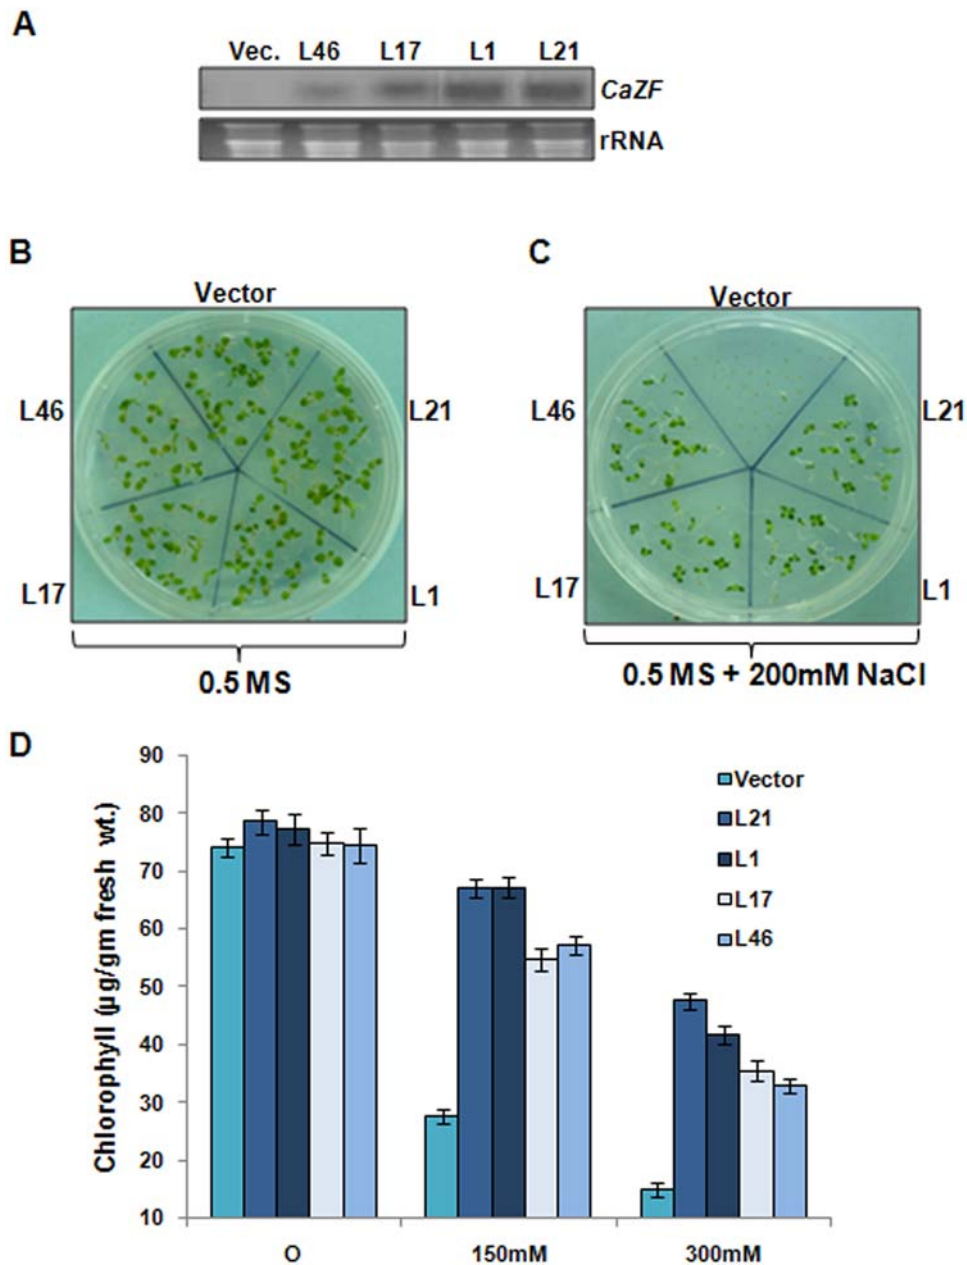 A
Vec. L46 L17 L1 L21
CaZF
rRNA
B
C
Vector
Vector
L46
L21
L46
L21
L17
L1
L17
L1
0.5 MS
0.5 MS + 200mM NaCl
D
Chlorophyll (µg/gm fresh wt.)
90
80
70
60
50
40
30
20
10
Vector
L21
L1
L17
L46
O
150mM
300mM